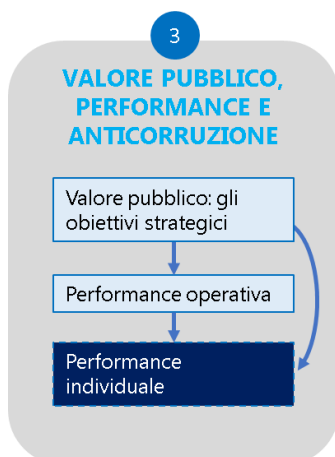 3
VALORE PUBBLICO,
PERFORMANCE E
ANTICORRUZIONE
Valore pubblico: gli
obiettivi strategici
Performance operativa
Performance
individuale